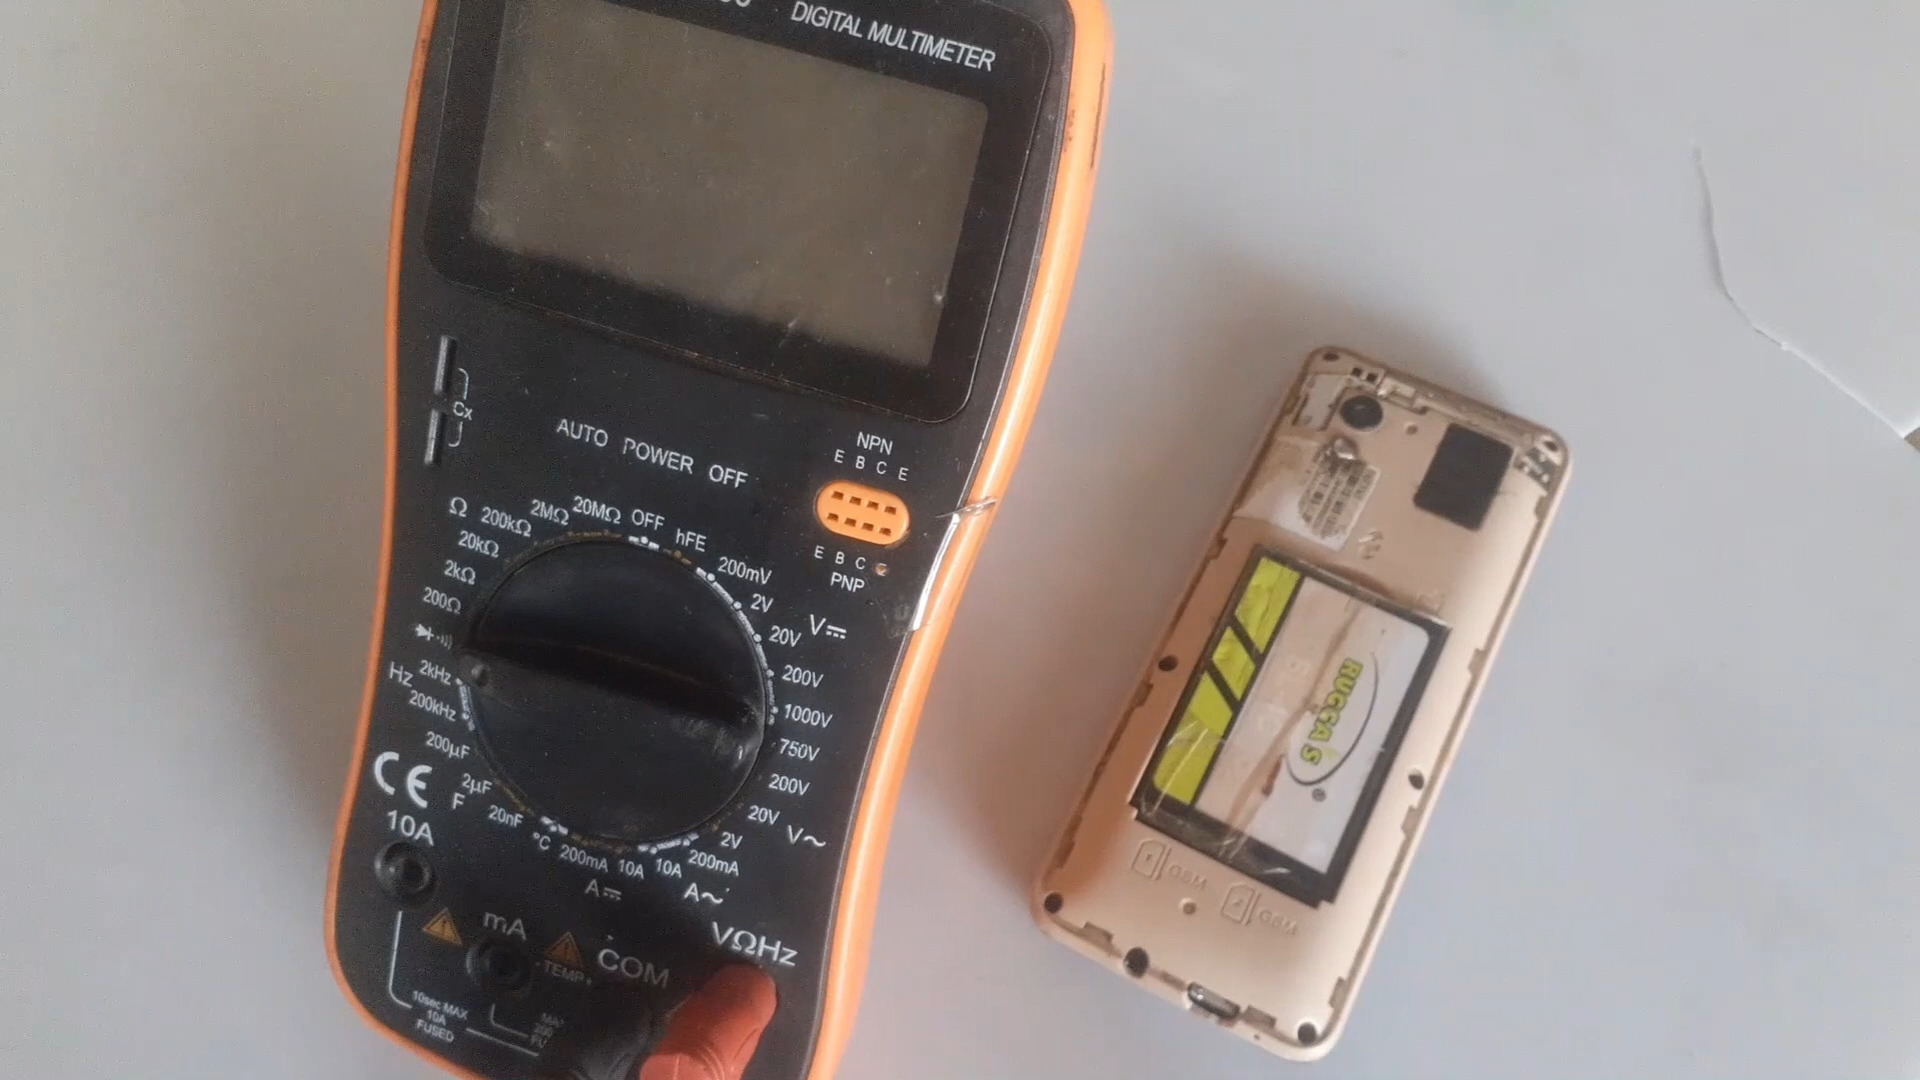 DIGITAL MULTIMETER
Cx
AUTO POWER OFF
NPN
E B C E
E B C
PNP
Ω
200kΩ
2MΩ
20MΩ
OFF
hFE
20kΩ
2kΩ
200Ω
200mV
2V
20V
V
200V
1000V
750V
200V
20V
V~
2V
200mA
10A
A~
10A
200mA
A
°C
20nF
2µF
F
200µF
200kHz
2kHz
Hz
CE
10A
mA
COM
VΩHz
TEMP+
10sec MAX
10A
FUSED
RUGGA'S
GSM
GSM